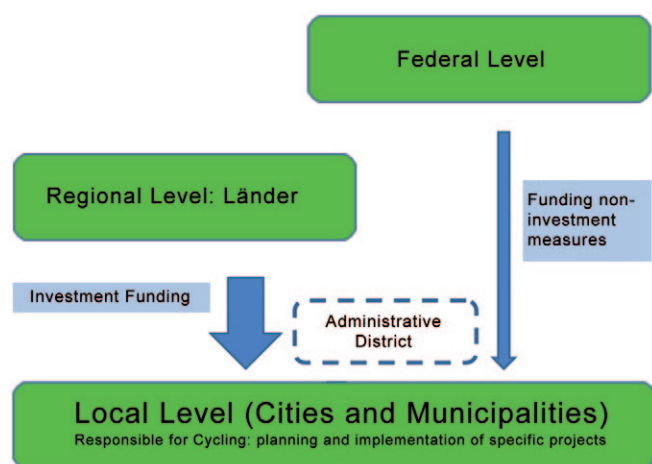 Federal Level
Regional Level: Länder
Funding non-
investment
measures
Investment Funding
Administrative
District
Local Level (Cities and Municipalities)
Responsible for Cycling: planning and implementation of specific projects